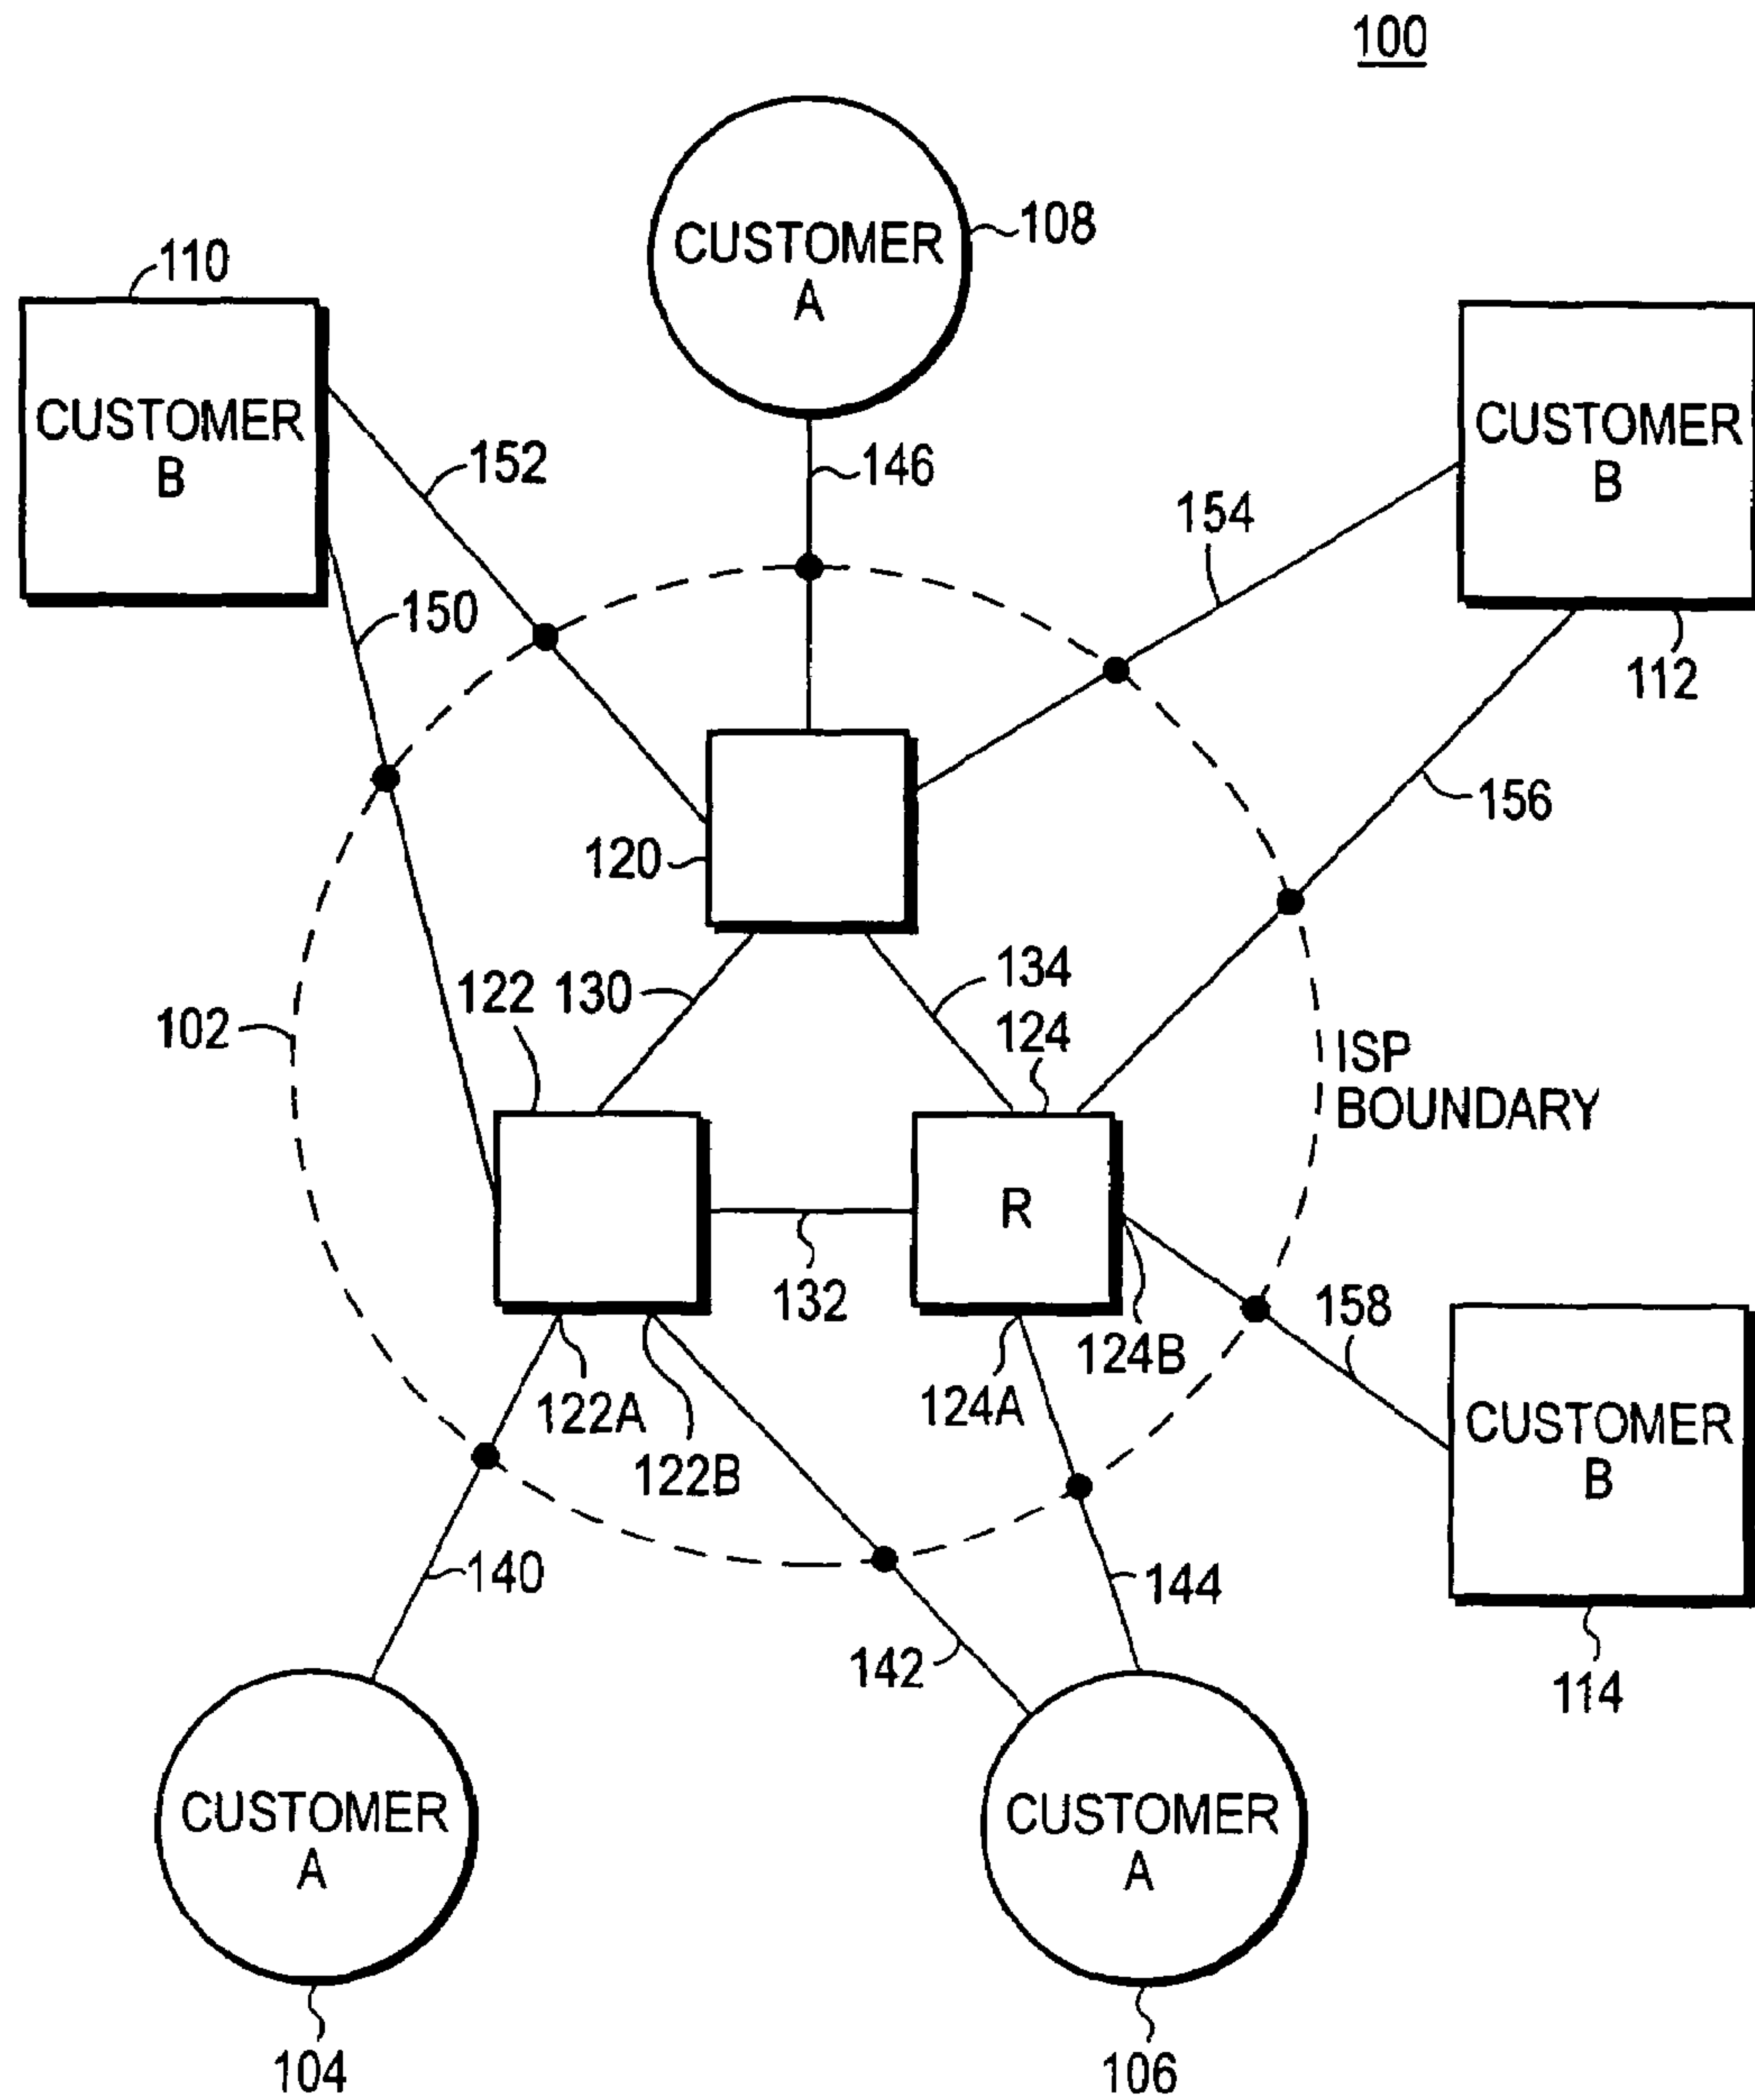 100
CUSTOMER
A
108
110
CUSTOMER
B
CUSTOMER
B
152
146
154
150
112
156
120
134
122
130
124
102
ISP
BOUNDARY
R
132
158
124B
122A
124A
122B
CUSTOMER
B
140
144
142
114
CUSTOMER
A
CUSTOMER
A
104
106